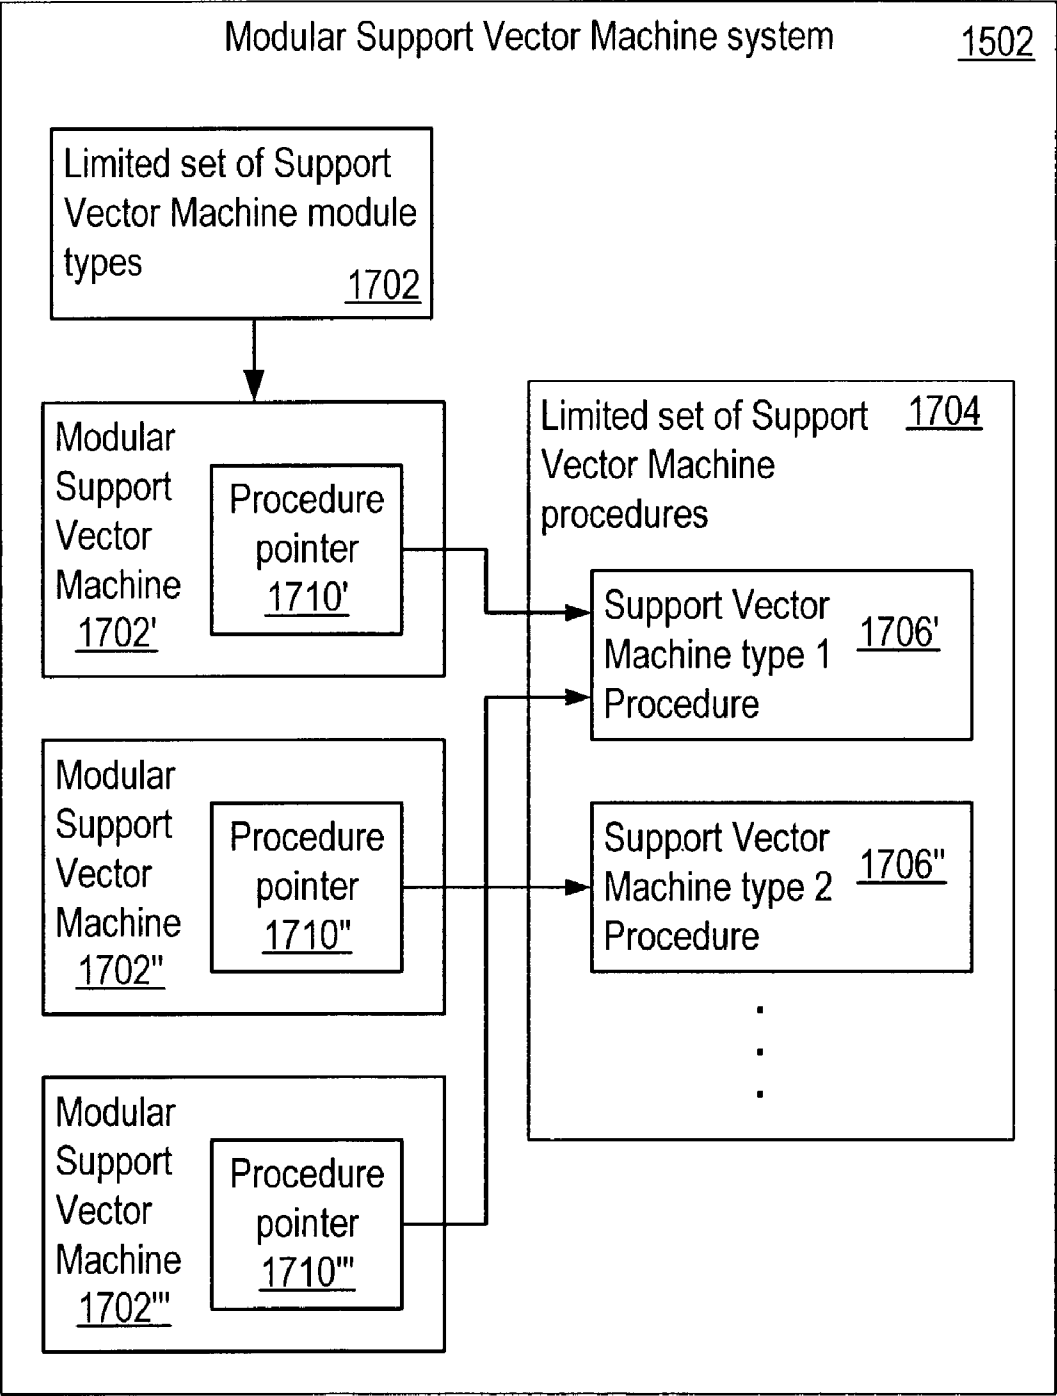 Modular Support Vector Machine system
1502
Limited set of Support
Vector Machine module
types
1702
Modular
Support
Vector
Machine
1702'
Procedure
pointer
1710'
Limited set of Support
1704
Vector Machine
procedures
Support Vector
Machine type 1
Procedure
1706'
Modular
Support
Vector
Machine
1702"
Procedure
pointer
1710"
Support Vector
Machine type 2
Procedure
1706"
Modular
Support
Vector
Machine
1702'"
Procedure
pointer
1710'"